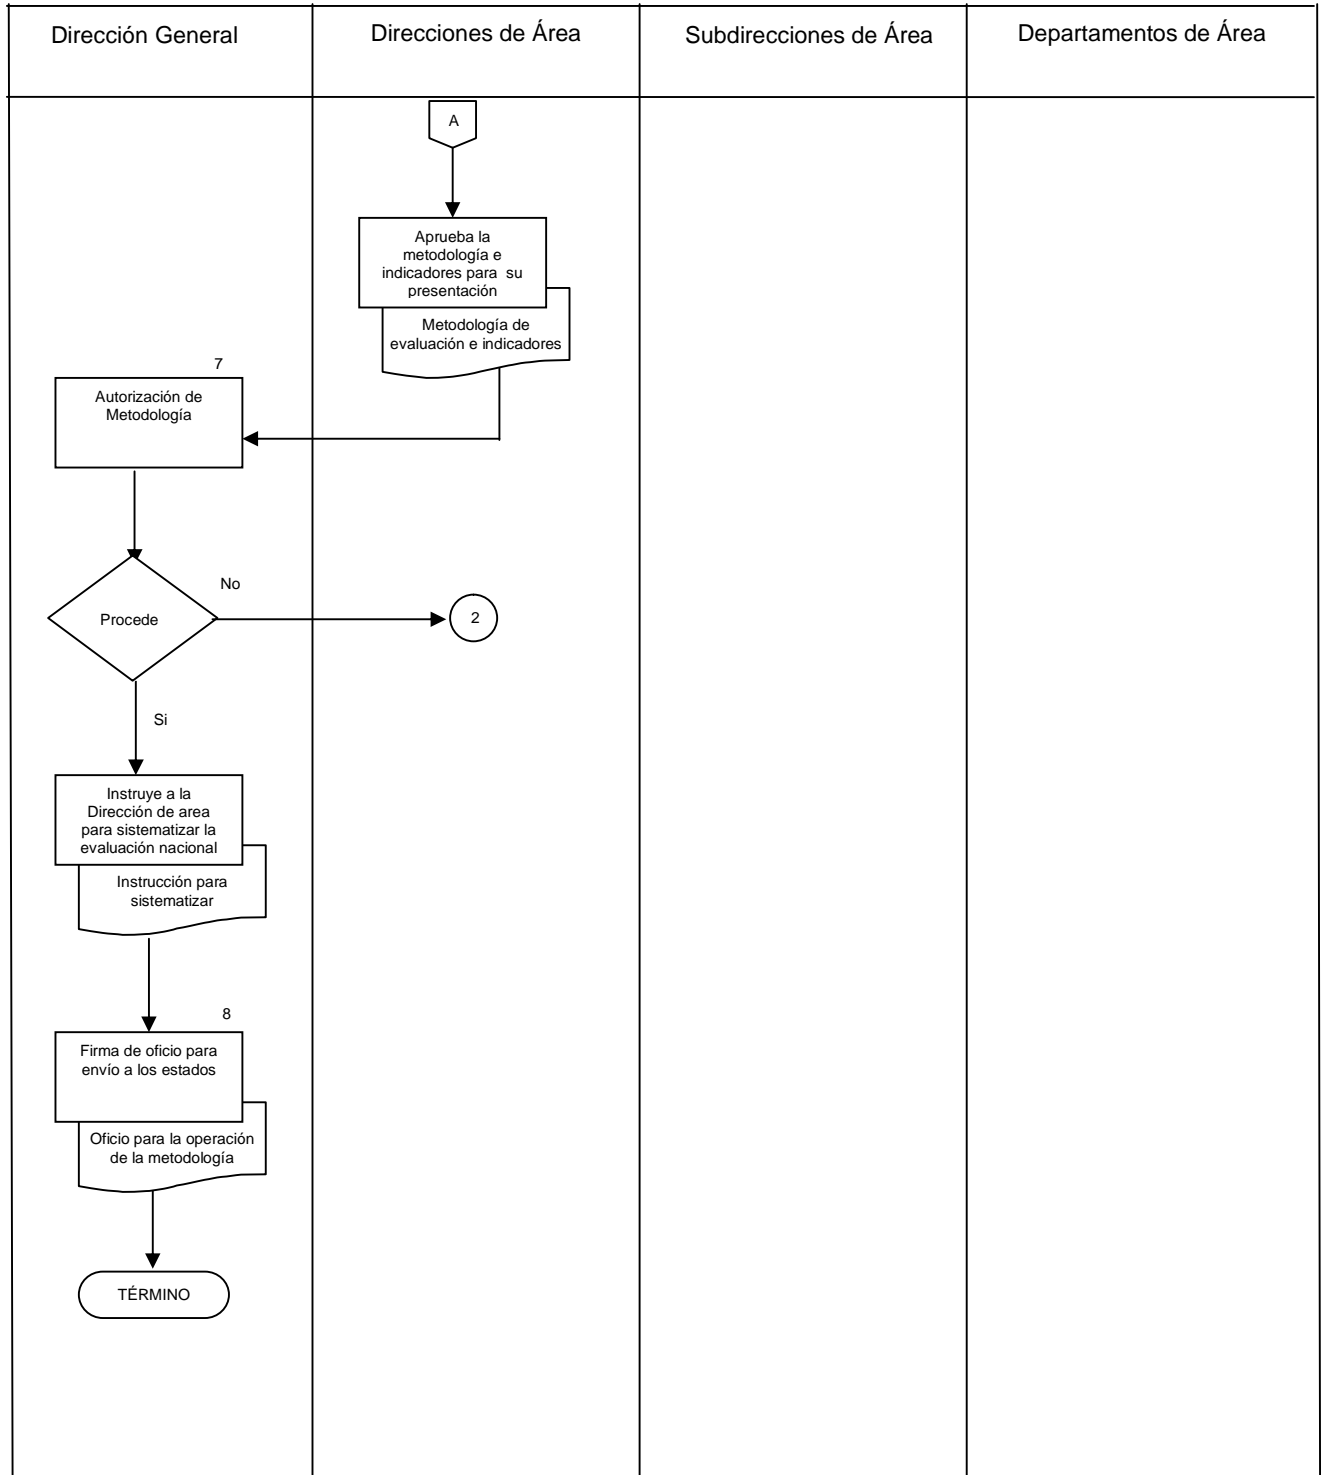 Dirección General
Direcciones de Área
Subdirecciones de Área
Departamentos de Área
A
Aprueba la
metodología e
indicadores para su
presentación
Metodología de
evaluación e indicadores
7
Autorización de
Metodología
Procede
No
2
Si
Instruye a la
Dirección de area
para sistematizar la
evaluación nacional
Instrucción para
sistematizar
8
Firma de oficio para
envío a los estados
Oficio para la operación
de la metodología
TÉRMINO